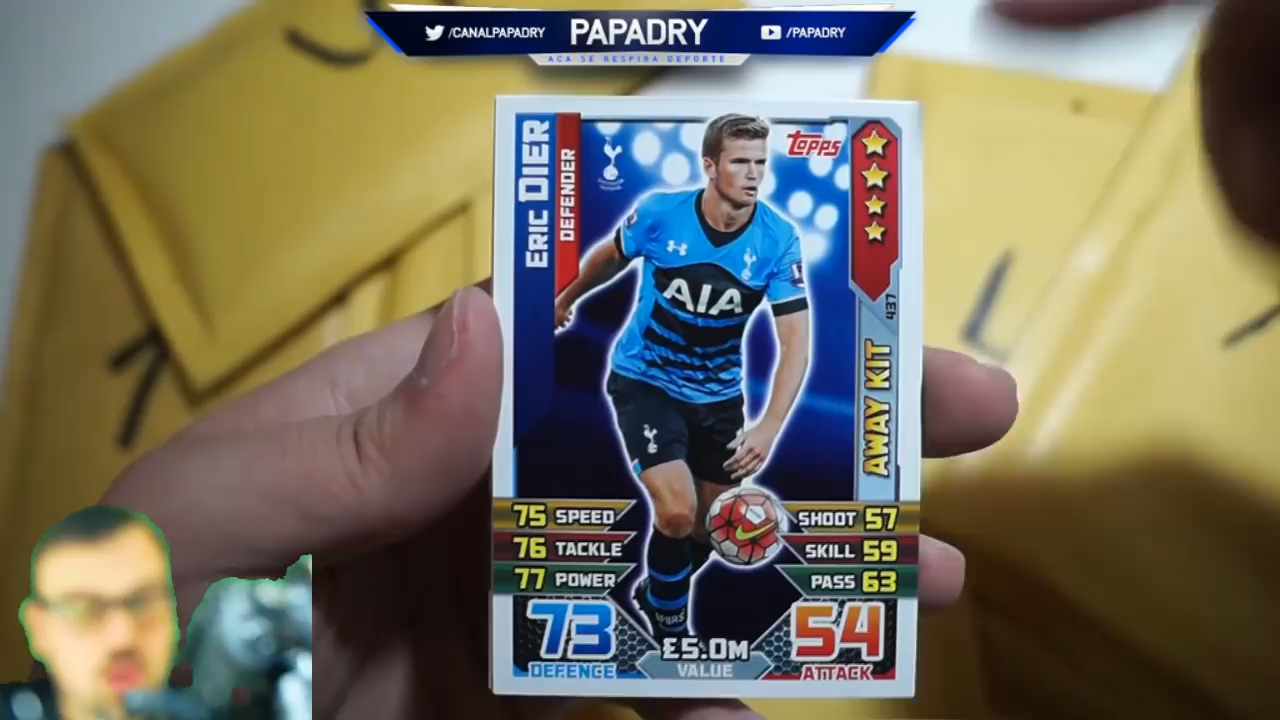 /CANALPAPADRY
PAPADRY
/PAPADRY
ACA SE RESPIRA DEPORTE
ERIC DIER
DEFENDER
TOPPS
437
AWAY KIT
AIA
75 SPEED
76 TACKLE
77 POWER
SHOOT 57
SKILL 59
PASS 63
73
DEFENCE
£5.0M
VALUE
54
ATTACK